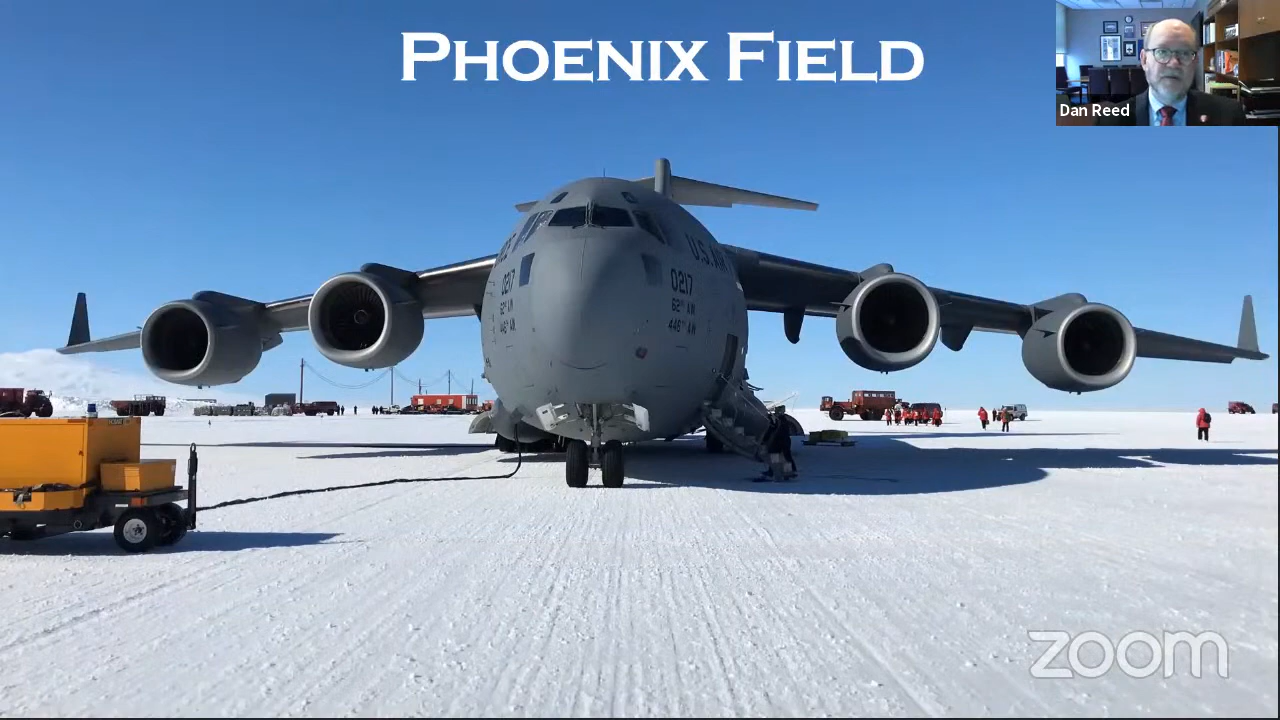 PHOENIX FIELD
Dan Reed
U.S. AIR
0217
62ND AW
446TH AW
0217
62ND AW
446TH AW
zoom